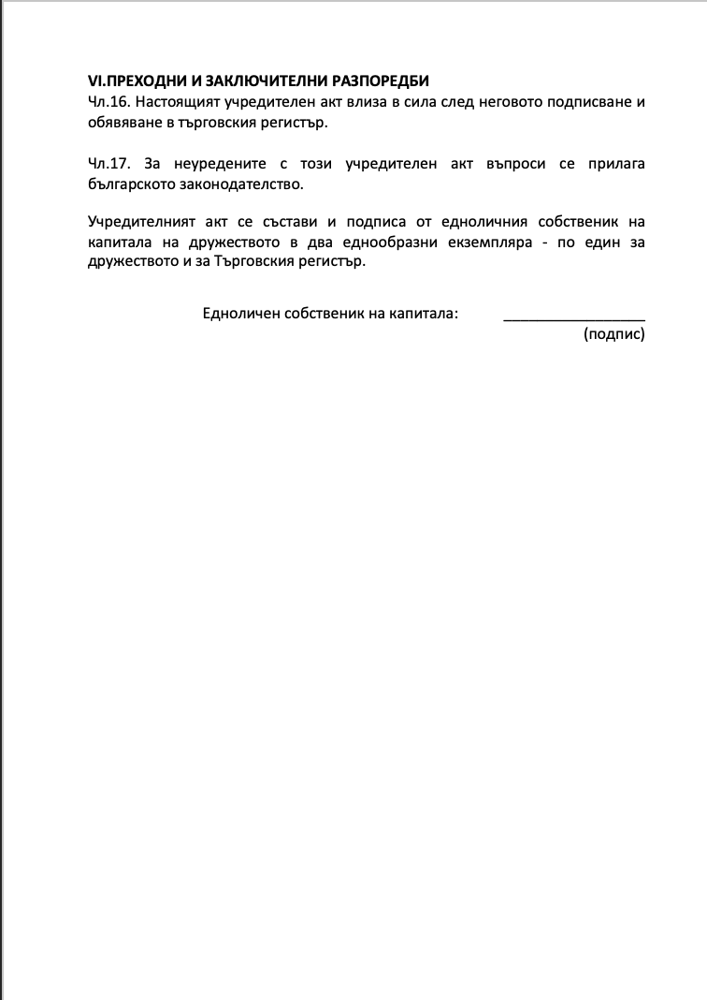 VI.ПРЕХОДНИ И ЗАКЛЮЧИТЕЛНИ РАЗПОРЕДБИ
Чл.16. Настоящият учредителен акт влиза в сила след неговото подписване и
обявяване в търговския регистър.
Чл.17. За неуредените с този учредителен акт въпроси се прилага
българското законодателство.
Учредителният акт се състави и подписа от едноличния собственик на
капитала на дружеството в два еднообразни екземпляра - по един за
дружеството и за Търговския регистър.
Едноличен собственик на капитала: _________________
(подпис)